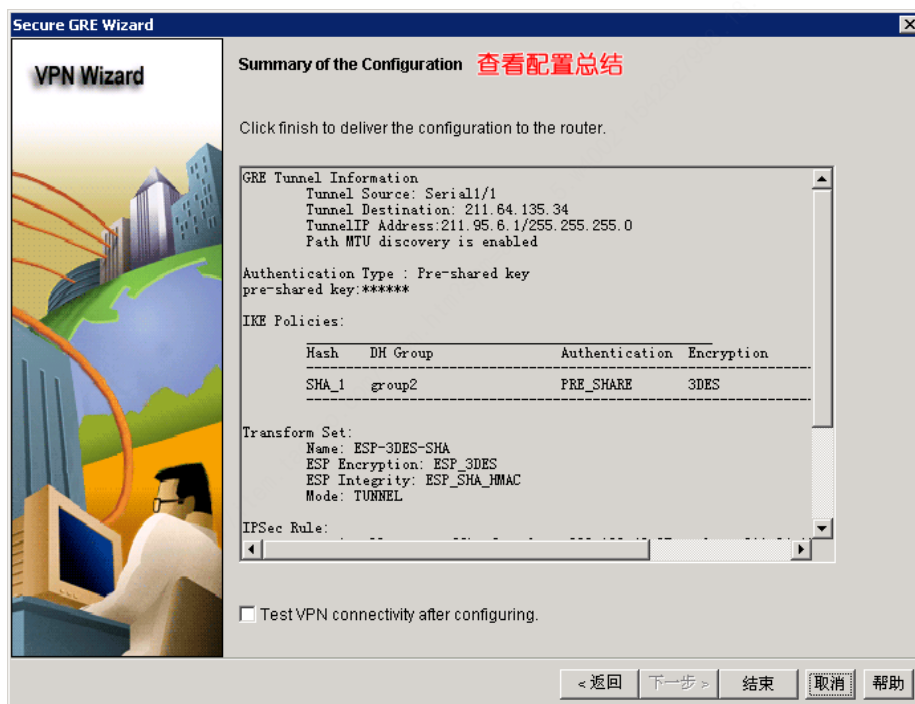 Secure GRE Wizard
VPN Wizard
Summary of the Configuration 查看配置总结
Click finish to deliver the configuration to the router.
GRE Tunnel Information
Tunnel Source: Serial1/1
Tunnel Destination: 211.64.135.34
TunnelIP Address:211.95.6.1/255.255.255.0
Path MTU discovery is enabled
Authentication Type : Pre-shared key
pre-shared key:******
IKE Policies:
Hash DH Group Authentication Encryption
SHA_1 group2 PRE_SHARE 3DES
Transform Set:
Name: ESP-3DES-SHA
ESP Encryption: ESP_3DES
ESP Integrity: ESP_SHA_HMAC
Mode: TUNNEL
IPSec Rule:
Test VPN connectivity after configuring.
<返回 下一步> 结束 取消 帮助